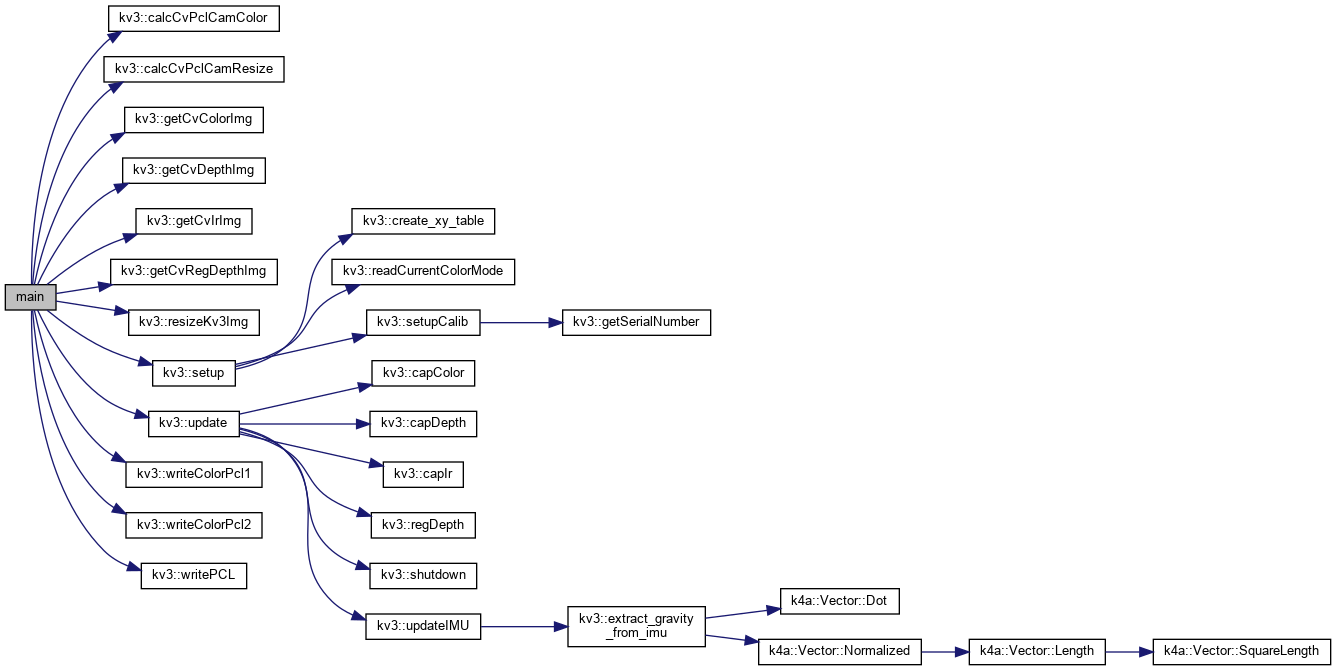 main
kv3::calcCvPclCamColor
kv3::calcCvPclCamResize
kv3::getCvColorImg
kv3::getCvDepthImg
kv3::getCvIrImg
kv3::getCvRegDepthImg
kv3::resizeKv3Img
kv3::setup
kv3::update
kv3::writeColorPcl1
kv3::writeColorPcl2
kv3::writePCL
kv3::create_xy_table
kv3::readCurrentColorMode
kv3::setupCalib
kv3::getSerialNumber
kv3::capColor
kv3::capDepth
kv3::capIr
kv3::regDepth
kv3::shutdown
kv3::updateIMU
kv3::extract_gravity
_from_imu
k4a::Vector::Dot
k4a::Vector::Normalized
k4a::Vector::Length
k4a::Vector::SquareLength